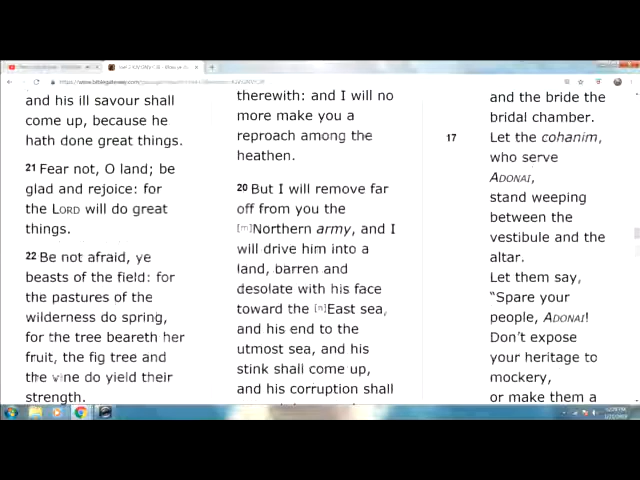 and his ill savour shall
come up, because he
hath done great things.
21 Fear not, O land; be
glad and rejoice: for
the LORD will do great
things.
22 Be not afraid, ye
beasts of the field: for
the pastures of the
wilderness do spring,
for the tree beareth her
fruit, the fig tree and
the vine do yield their
strength.
therewith: and I will no
more make you a
reproach among the
heathen.
20 But I will remove far
off from you the
[m]Northern army, and I
will drive him into a
land, barren and
desolate with his face
toward the [n]East sea,
and his end to the
utmost sea, and his
stink shall come up,
and his corruption shall
and the bride the
bridal chamber.
17 Let the cohanim,
who serve
ADONAI,
stand weeping
between the
vestibule and the
altar.
Let them say,
“Spare your
people, ADONAI!
Don’t expose
your heritage to
mockery,
or make them a